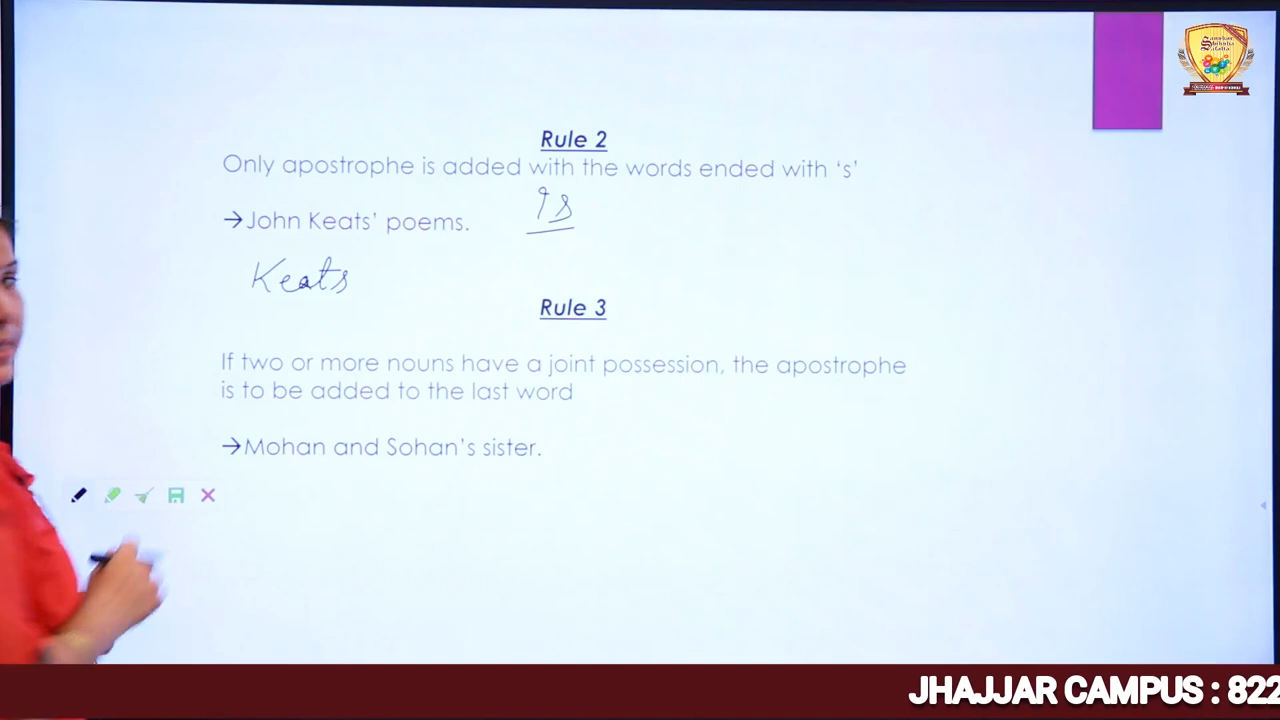 Rule 2
Only apostrophe is added with the words ended with ‘s’
→John Keats’ poems.
's
Keats
Rule 3
If two or more nouns have a joint possession, the apostrophe
is to be added to the last word
→Mohan and Sohan’s sister.
JHAJJAR CAMPUS : 822